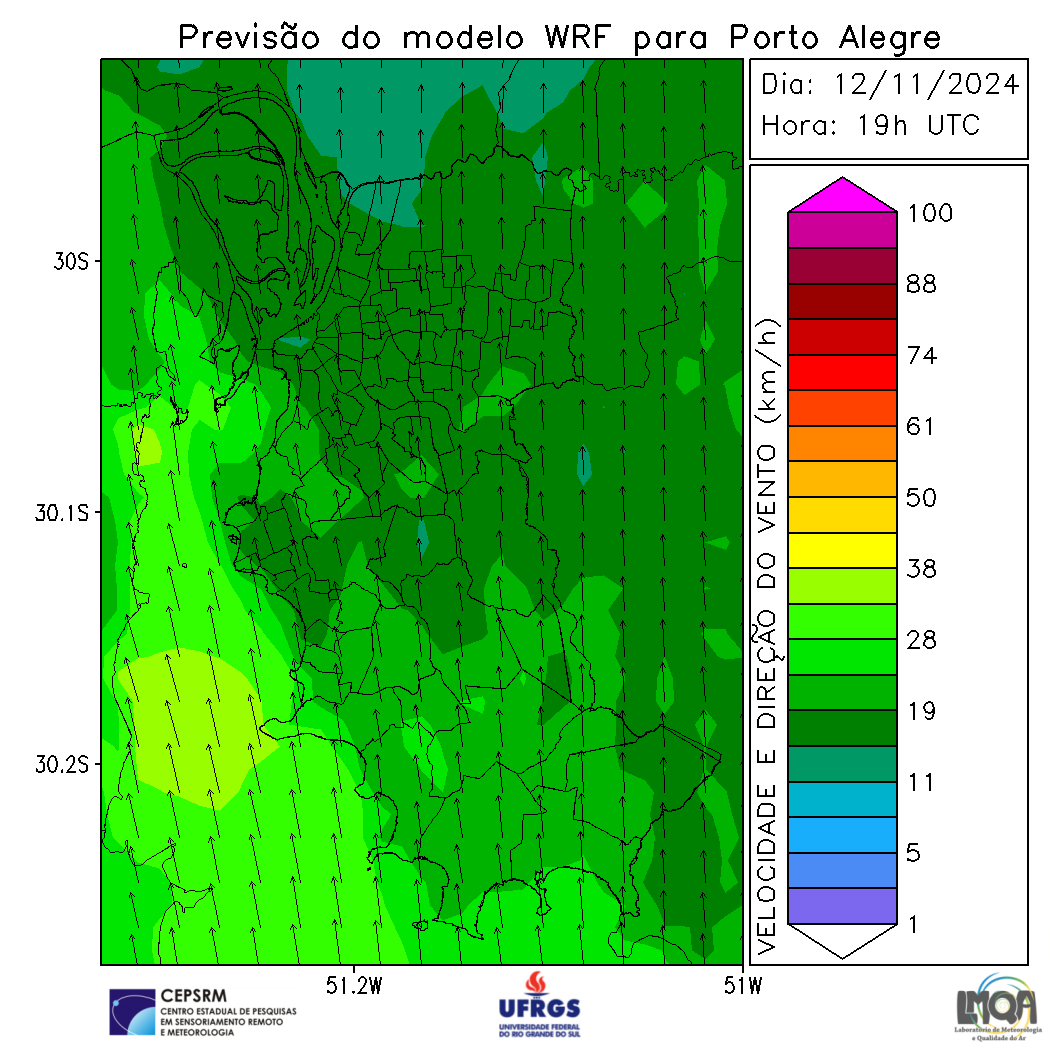 Previsão do modelo WRF para Porto Alegre
Dia: 12/11/2024
Hora: 19h UTC
30S
30.1S
30.2S
51.2W
51W
VELOCIDADE E DIREÇÃO DO VENTO (km/h)
100
88
74
61
50
38
28
19
11
5
1
CEPSRM
CENTRO ESTADUAL DE PESQUISAS
EM SENSORIAMENTO REMOTO
E METEOROLOGIA
UFRGS
UNIVERSIDADE FEDERAL
DO RIO GRANDE DO SUL
LMQA
Laboratório de Meteorologia
e Qualidade do Ar